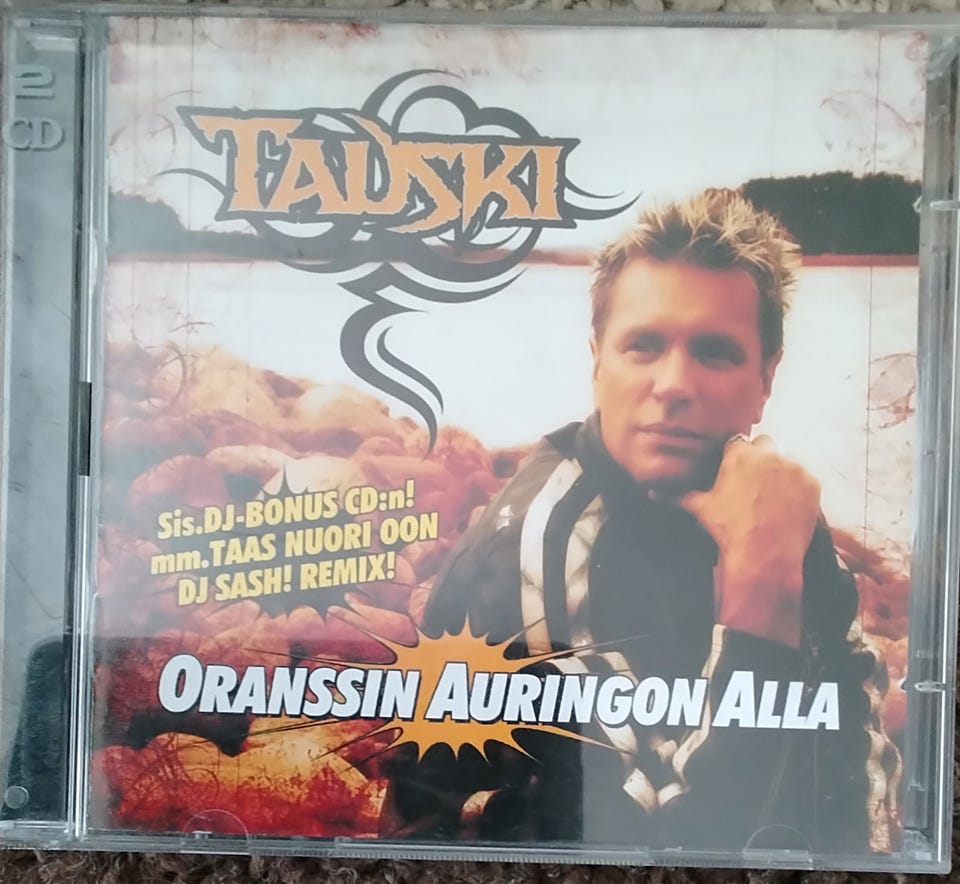 2
CD
TAUSKI
Sis.DJ-BONUS CD:n!
mm.TAAS NUORI OON
DJ SASH! REMIX!
ORANSSIN AURINGON ALLA